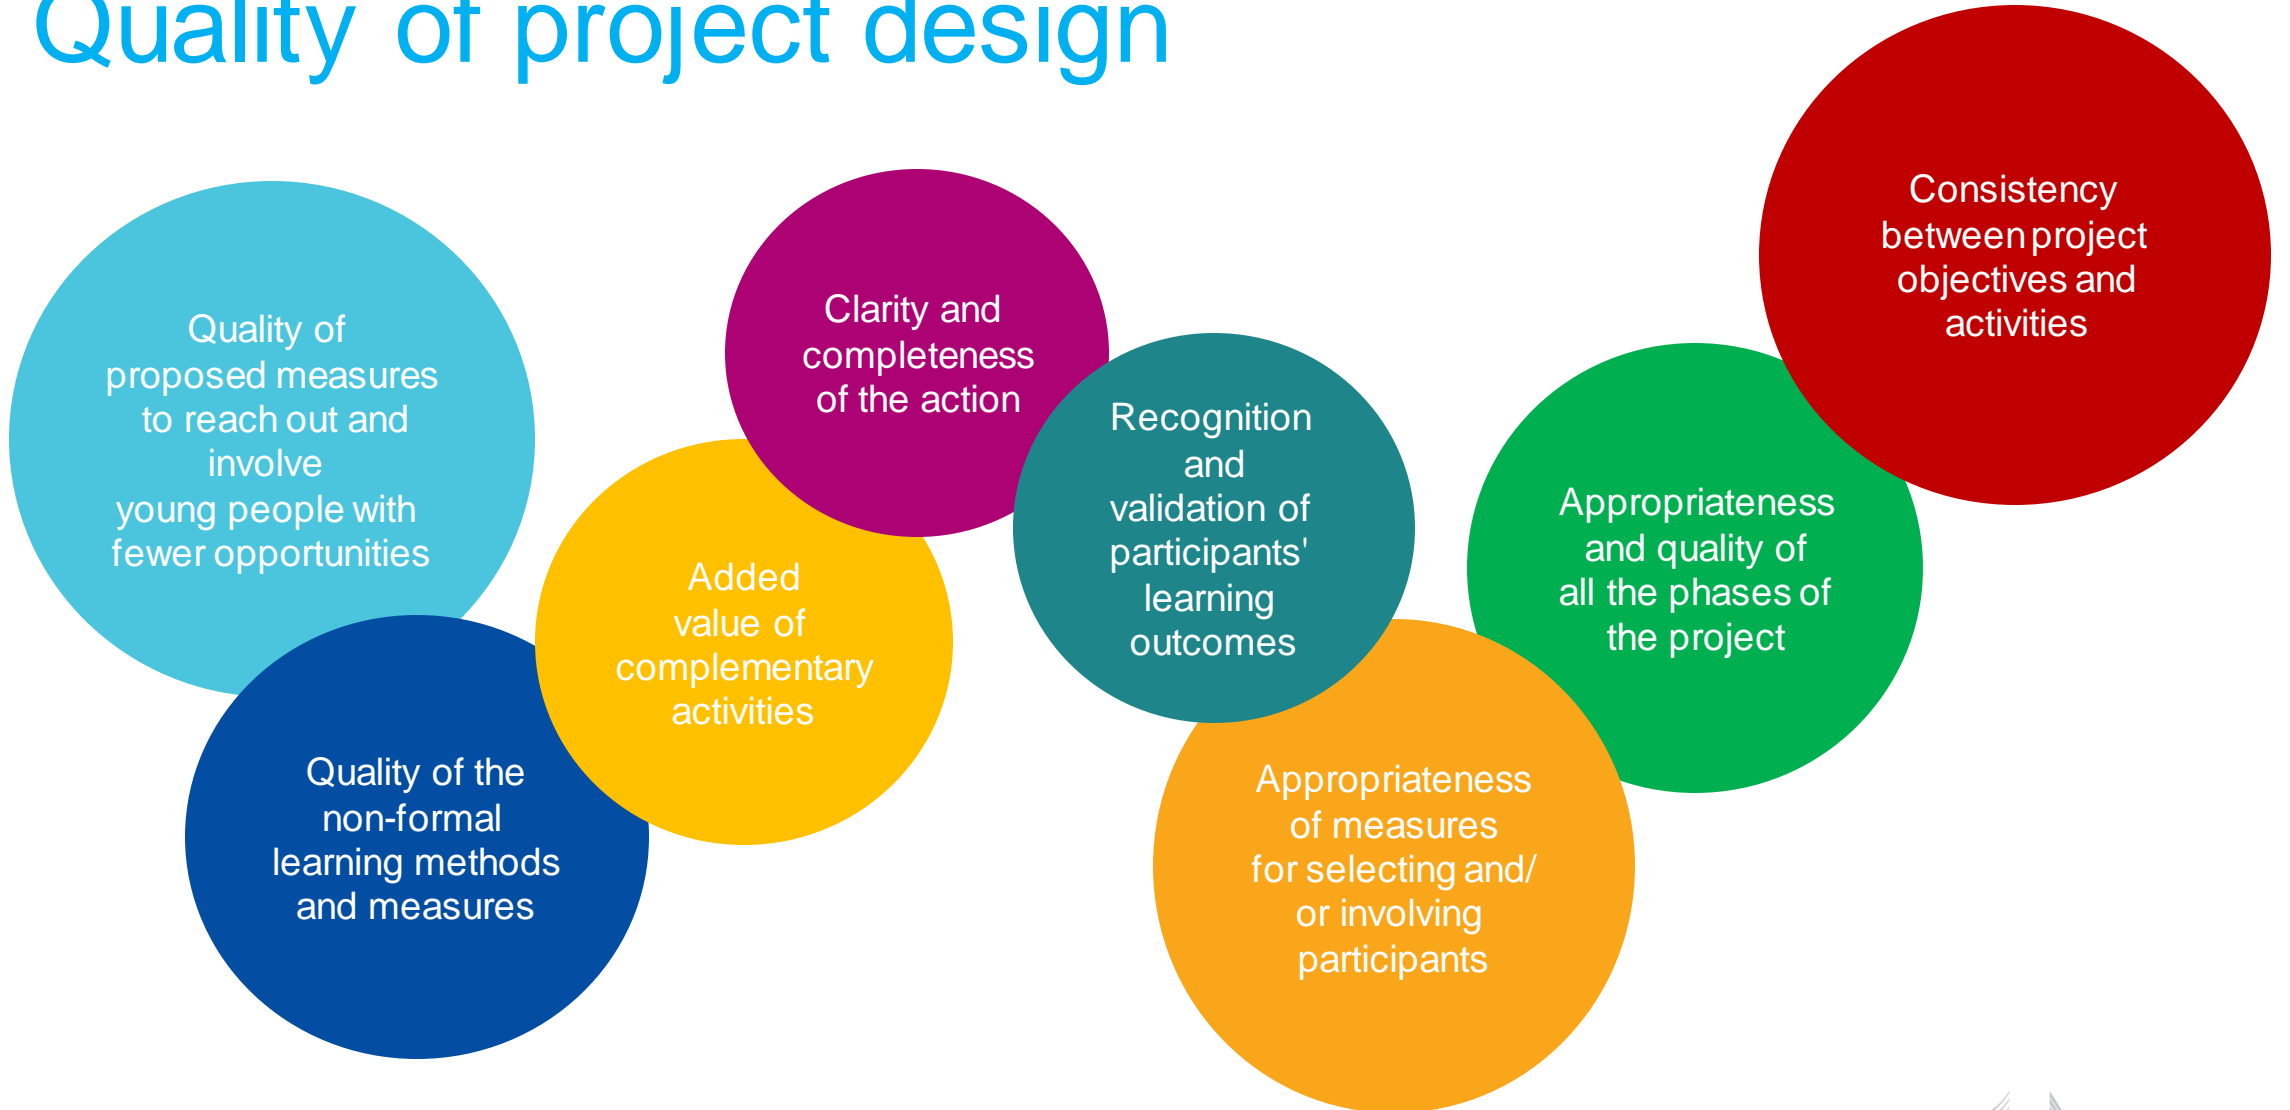 Quality of project design
Quality of
proposed measures
to reach out and
involve
young people with
fewer opportunities
Quality of the
non-formal
learning methods
and measures
Added
value of
complementary
activities
Clarity and
completeness
of the action
Recognition
and
validation of
participants'
learning
outcomes
Appropriateness
of measures
for selecting and/
or involving
participants
Appropriateness
and quality of
all the phases of
the project
Consistency
between project
objectives and
activities